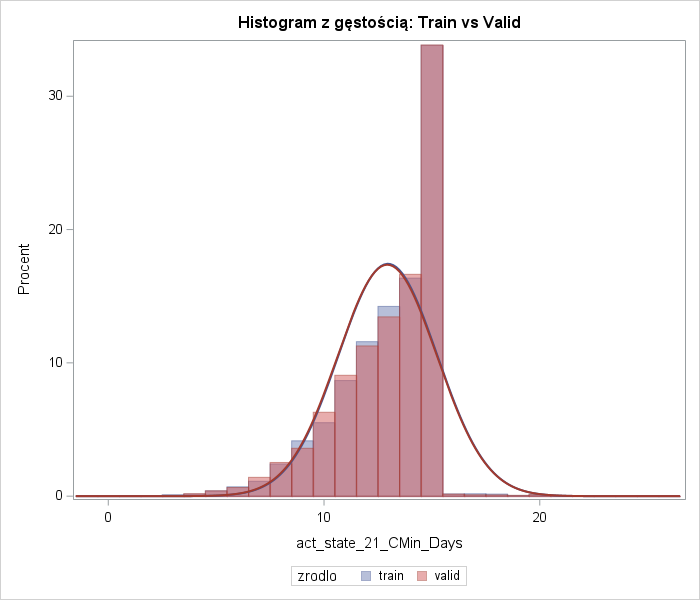 Histogram z gęstością: Train vs Valid
Procent
30
20
10
0
0 10 20
act_state_21_CMin_Days
zrodlo train valid